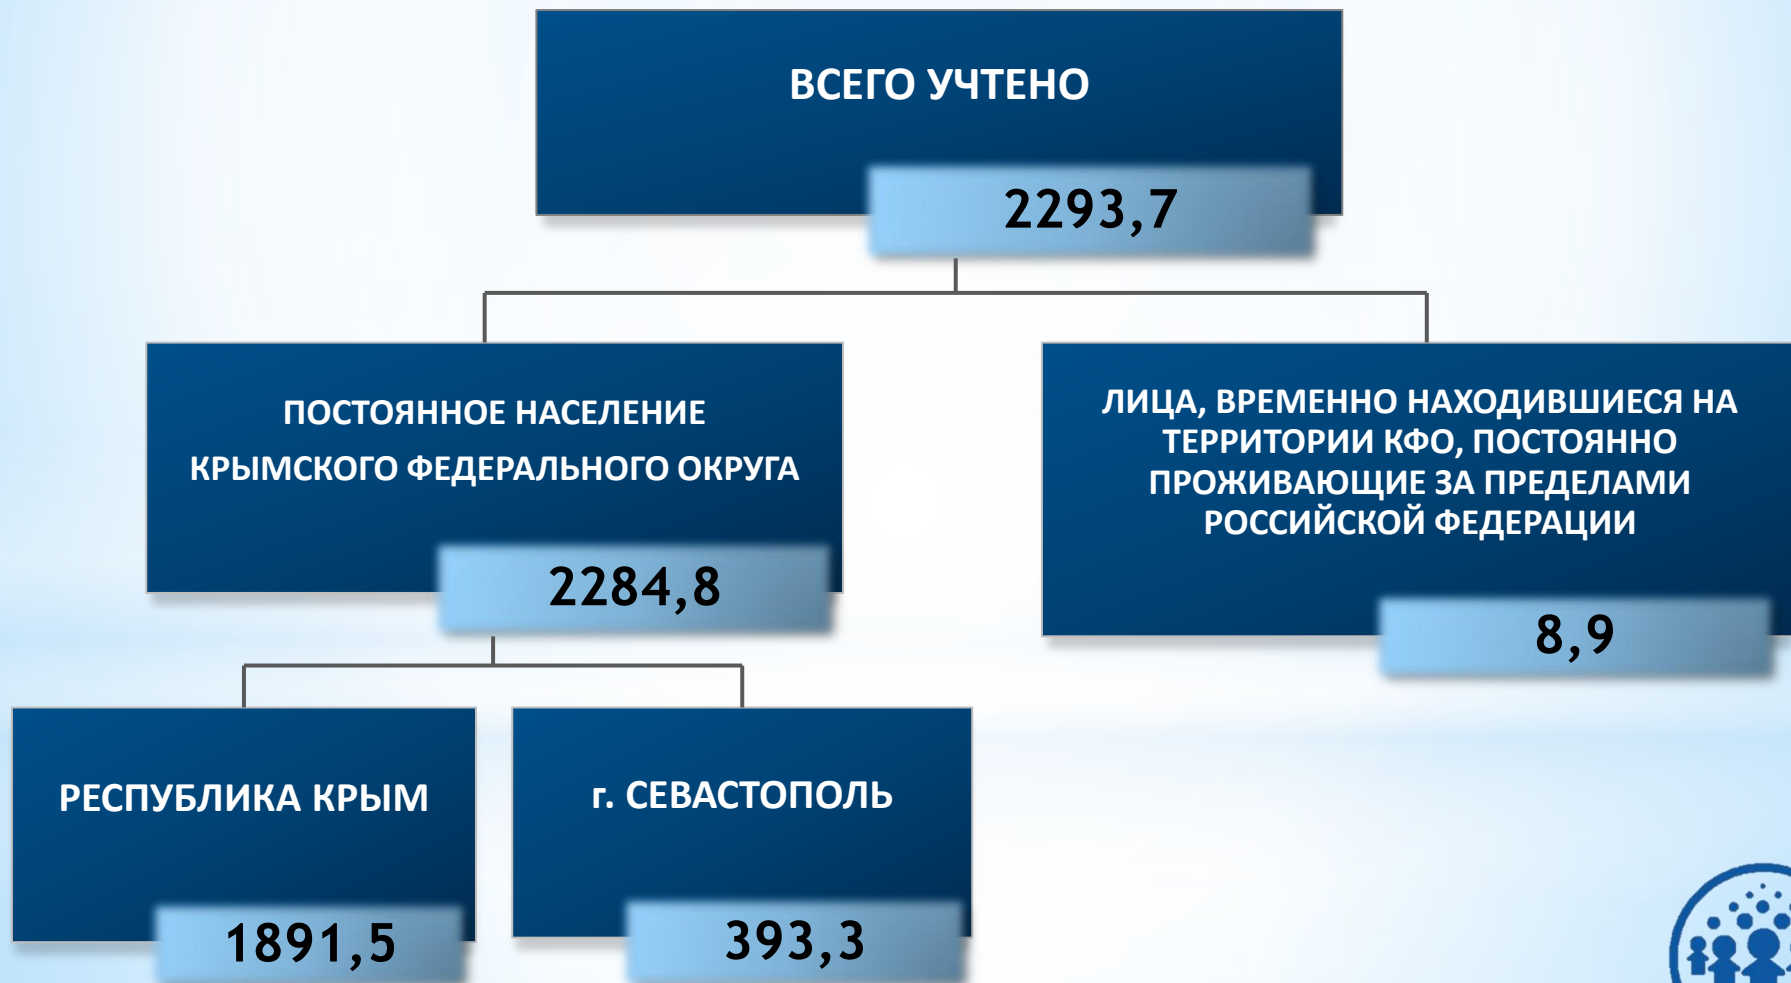 ВСЕГО УЧТЕНО
2293,7
ПОСТОЯННОЕ НАСЕЛЕНИЕ
КРЫМСКОГО ФЕДЕРАЛЬНОГО ОКРУГА
2284,8
ЛИЦА, ВРЕМЕННО НАХОДИВШИЕСЯ НА
ТЕРРИТОРИИ КФО, ПОСТОЯННО
ПРОЖИВАЮЩИЕ ЗА ПРЕДЕЛАМИ
РОССИЙСКОЙ ФЕДЕРАЦИИ
8,9
РЕСПУБЛИКА КРЫМ
1891,5
г. СЕВАСТОПОЛЬ
393,3